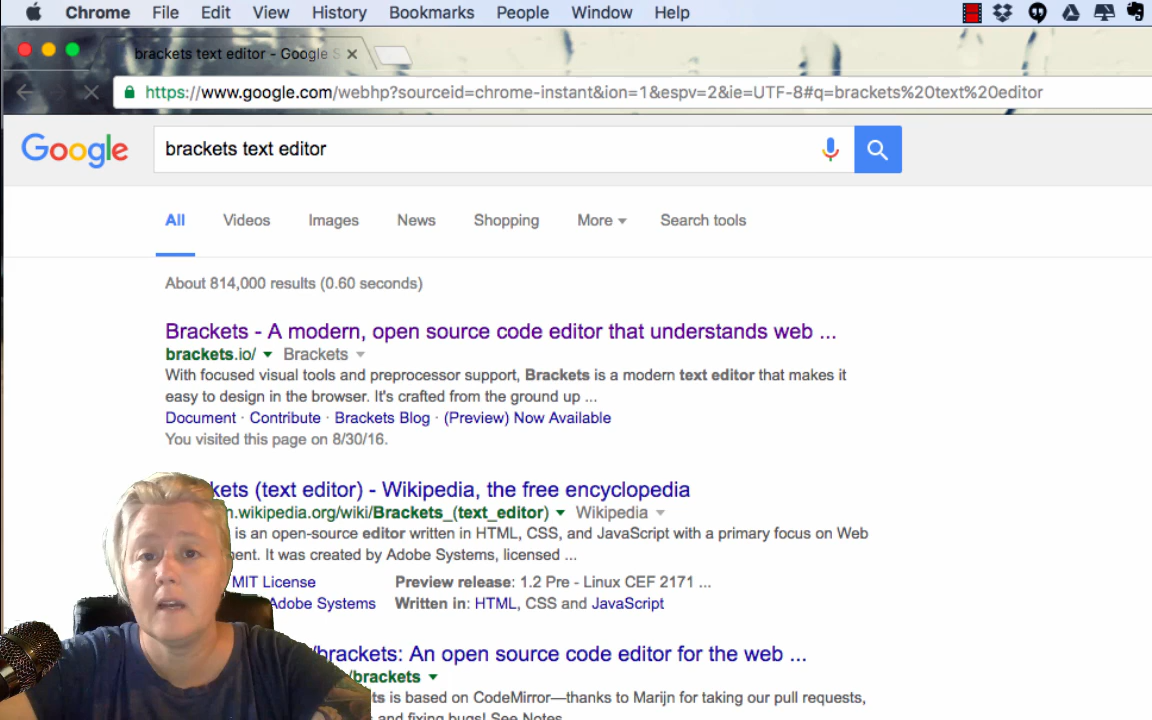 Chrome File Edit View History Bookmarks People Window Help
brackets text editor - Google S
https://www.google.com/webhp?sourceid=chrome-instant&ion=1&espv=2&ie=UTF-8#q=brackets%20text%20editor
Google brackets text editor
All Videos Images News Shopping More Search tools
About 814,000 results (0.60 seconds)
Brackets - A modern, open source code editor that understands web ...
brackets.io/ Brackets
With focused visual tools and preprocessor support, Brackets is a modern text editor that makes it
easy to design in the browser. It's crafted from the ground up ...
Document · Contribute · Brackets Blog · (Preview) Now Available
You visited this page on 8/30/16.
kets (text editor) - Wikipedia, the free encyclopedia
n.wikipedia.org/wiki/Brackets_(text_editor) Wikipedia
is an open-source editor written in HTML, CSS, and JavaScript with a primary focus on Web
ment. It was created by Adobe Systems, licensed ...
MIT License Preview release: 1.2 Pre - Linux CEF 2171 ...
Adobe Systems Written in: HTML, CSS and JavaScript
/brackets: An open source code editor for the web ...
/brackets
ts is based on CodeMirror—thanks to Marijn for taking our pull requests,
and fixing bugs! See Notes